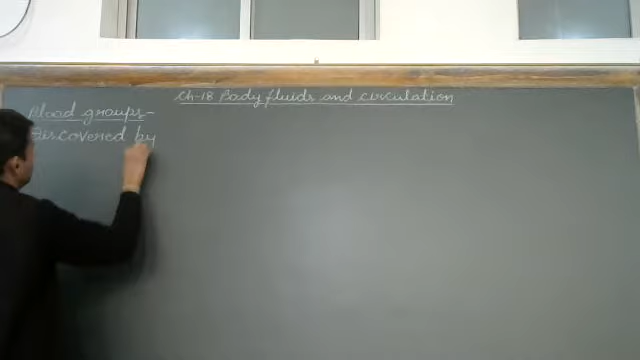 Ch-18 Body fluids and circulation
Blood groups-
Discovered by